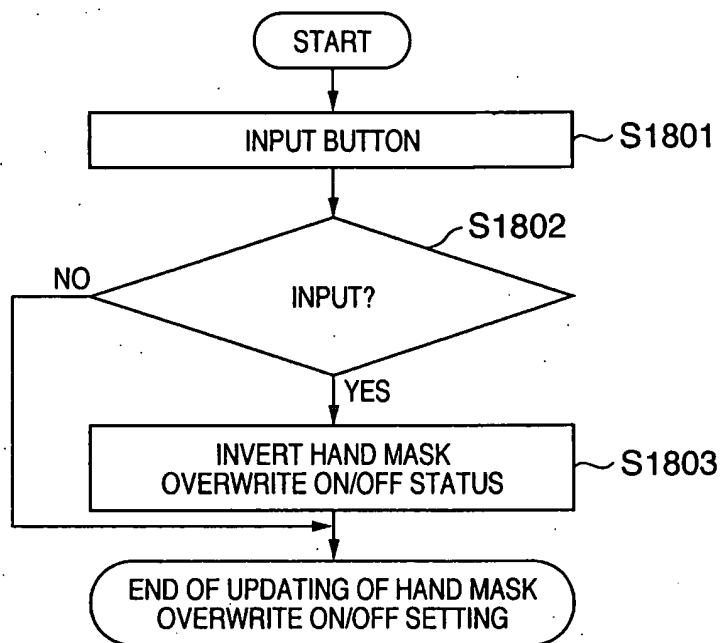 START
INPUT BUTTON
S1801
S1802
INPUT?
NO
YES
INVERT HAND MASK
OVERWRITE ON/OFF STATUS
S1803
END OF UPDATING OF HAND MASK
OVERWRITE ON/OFF SETTING